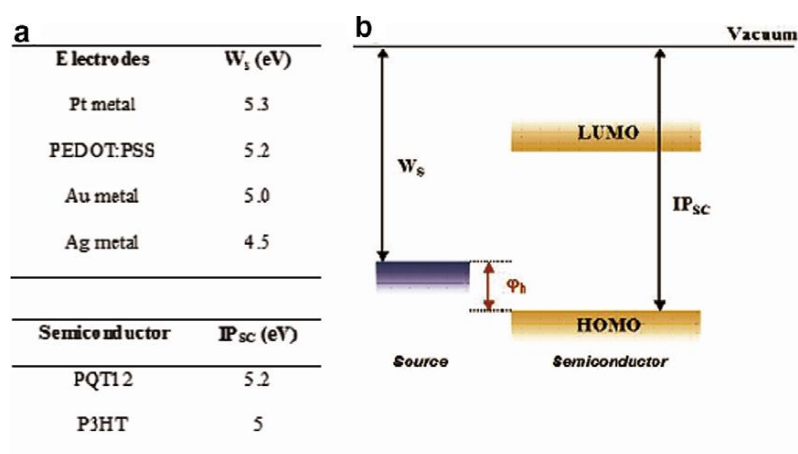 a
Electrodes Ws (eV)
Pt metal 5.3
PEDOT:PSS 5.2
Au metal 5.0
Ag metal 4.5
Semiconductor IPSC (eV)
PQT12 5.2
P3HT 5
b
Vacuum
LUMO
Ws
IPSC
φh
HOMO
Source
Semiconductor